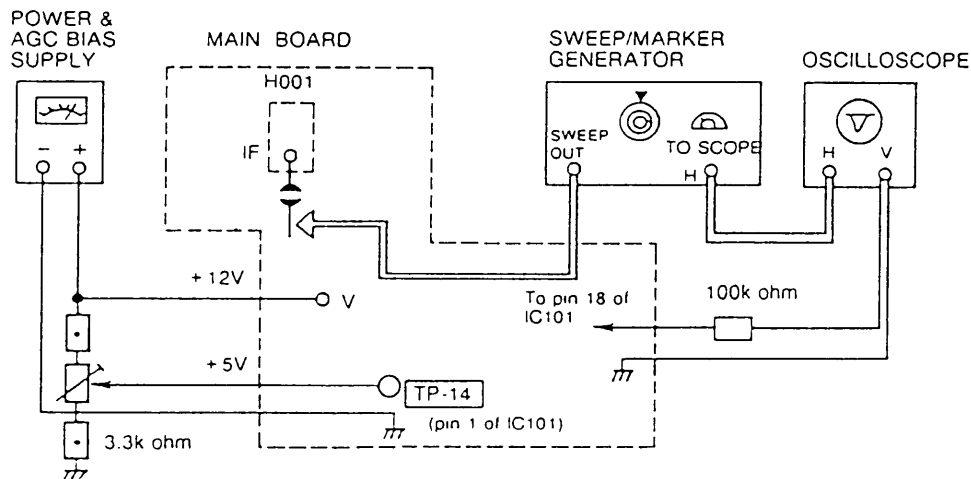 POWER &
AGC BIAS
SUPPLY
- +
MAIN BOARD
H001
IF
SWEEP/MARKER
GENERATOR
SWEEP
OUT
TO SCOPE
H
OSCILLOSCOPE
H V
+12V
V
To pin 18 of
IC101
100k ohm
+5V
TP-14
(pin 1 of IC101)
3.3k ohm